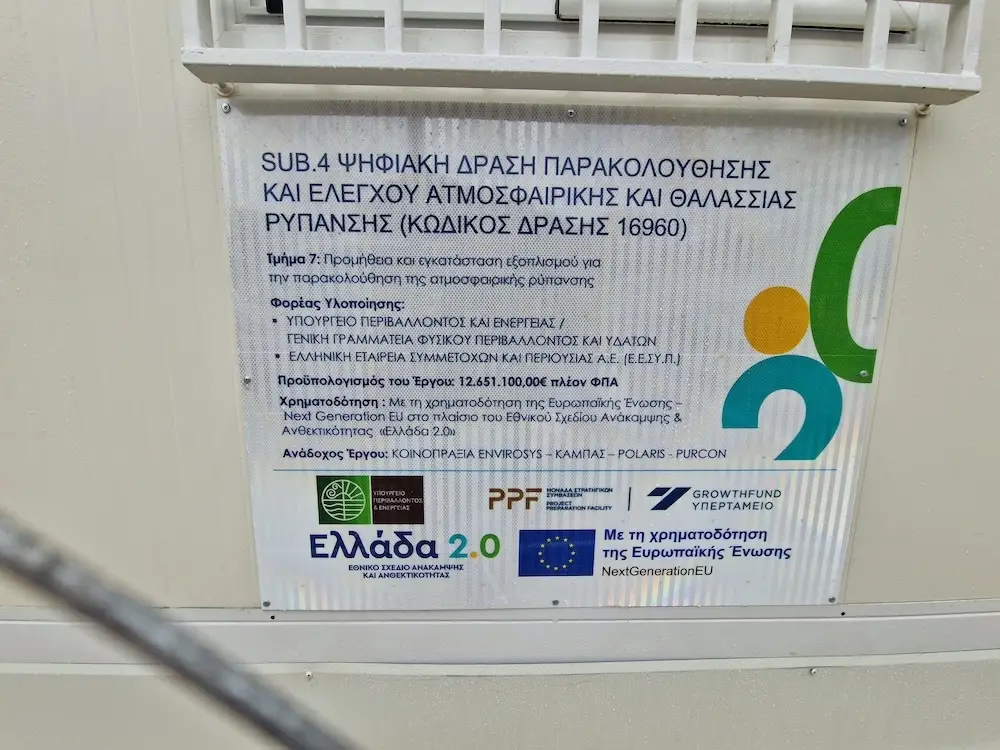 SUB.4 ΨΗΦΙΑΚΗ ΔΡΑΣΗ ΠΑΡΑΚΟΛΟΥΘΗΣΗΣ
ΚΑΙ ΕΛΕΓΧΟΥ ΑΤΜΟΣΦΑΙΡΙΚΗΣ ΚΑΙ ΘΑΛΑΣΣΙΑΣ
ΡΥΠΑΝΣΗΣ (ΚΩΔΙΚΟΣ ΔΡΑΣΗΣ 16960)
Τμήμα 7: Προμήθεια και εγκατάσταση εξοπλισμού για
την παρακολούθηση της ατμοσφαιρικής ρύπανσης
Φορέας Υλοποίησης:
• ΥΠΟΥΡΓΕΙΟ ΠΕΡΙΒΑΛΛΟΝΤΟΣ ΚΑΙ ΕΝΕΡΓΕΙΑΣ /
ΓΕΝΙΚΗ ΓΡΑΜΜΑΤΕΙΑ ΦΥΣΙΚΟΥ ΠΕΡΙΒΑΛΛΟΝΤΟΣ ΚΑΙ ΥΔΑΤΩΝ
• ΕΛΛΗΝΙΚΗ ΕΤΑΙΡΕΙΑ ΣΥΜΜΕΤΟΧΩΝ ΚΑΙ ΠΕΡΙΟΥΣΙΑΣ Α.Ε. (Ε.Ε.ΣΥ.Π.)
Προϋπολογισμός του Έργου: 12.651.100,00€ πλέον ΦΠΑ
Χρηματοδότηση : Με τη χρηματοδότηση της Ευρωπαϊκής Ένωσης –
Next Generation EU στο πλαίσιο του Εθνικού Σχεδίου Ανάκαμψης &
Ανθεκτικότητας «Ελλάδα 2.0»
Ανάδοχος Έργου: ΚΟΙΝΟΠΡΑΞΙΑ ENVIROSYS – ΚΑΜΠΑΣ – POLARIS - PURCON
ΥΠΟΥΡΓΕΙΟ
ΠΕΡΙΒΑΛΛΟΝΤΟΣ
& ΕΝΕΡΓΕΙΑΣ
PPF
ΜΟΝΑΔΑ ΣΤΡΑΤΗΓΙΚΩΝ
ΣΥΜΒΑΣΕΩΝ
PROJECT
PREPARATION FACILITY
GROWTHFUND
ΥΠΕΡΤΑΜΕΙΟ
Ελλάδα 2.0
ΕΘΝΙΚΟ ΣΧΕΔΙΟ ΑΝΑΚΑΜΨΗΣ
ΚΑΙ ΑΝΘΕΚΤΙΚΟΤΗΤΑΣ
Με τη χρηματοδότηση
της Ευρωπαϊκής Ένωσης
NextGenerationEU